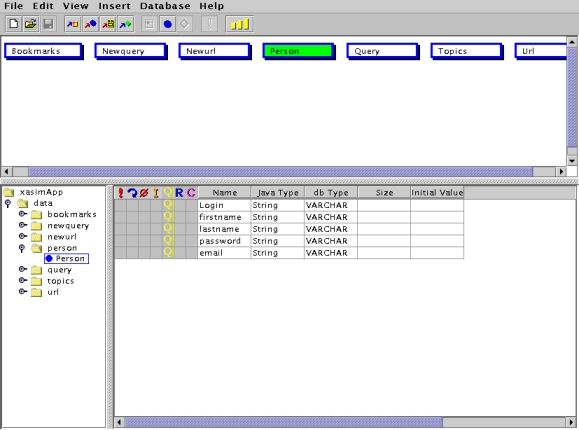 File Edit View Insert Database Help
Bookmarks Newquery Newurl Person Query Topics Url
xasimApp
data
bookmarks
newquery
newurl
person
Person
query
topics
url
I Q R C Name Java Type db Type Size Initial Value
Q Login String VARCHAR
Q firstname String VARCHAR
Q lastname String VARCHAR
Q password String VARCHAR
Q email String VARCHAR